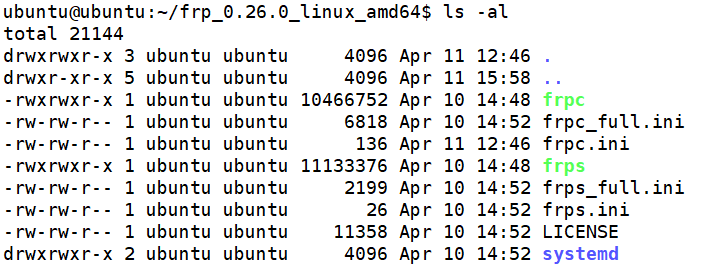 ubuntu@ubuntu:~/frp_0.26.0_linux_amd64$ ls -al
total 21144
drwxrwxr-x 3 ubuntu ubuntu     4096 Apr 11 12:46 .
drwxr-xr-x 5 ubuntu ubuntu     4096 Apr 11 15:58 ..
-rwxrwxr-x 1 ubuntu ubuntu 10466752 Apr 10 14:48 frpc
-rw-rw-r-- 1 ubuntu ubuntu     6818 Apr 10 14:52 frpc_full.ini
-rw-rw-r-- 1 ubuntu ubuntu      136 Apr 11 12:46 frpc.ini
-rwxrwxr-x 1 ubuntu ubuntu 11133376 Apr 10 14:48 frps
-rw-rw-r-- 1 ubuntu ubuntu     2199 Apr 10 14:52 frps_full.ini
-rw-rw-r-- 1 ubuntu ubuntu       26 Apr 10 14:52 frps.ini
-rw-rw-r-- 1 ubuntu ubuntu    11358 Apr 10 14:52 LICENSE
drwxrwxr-x 2 ubuntu ubuntu     4096 Apr 10 14:52 systemd